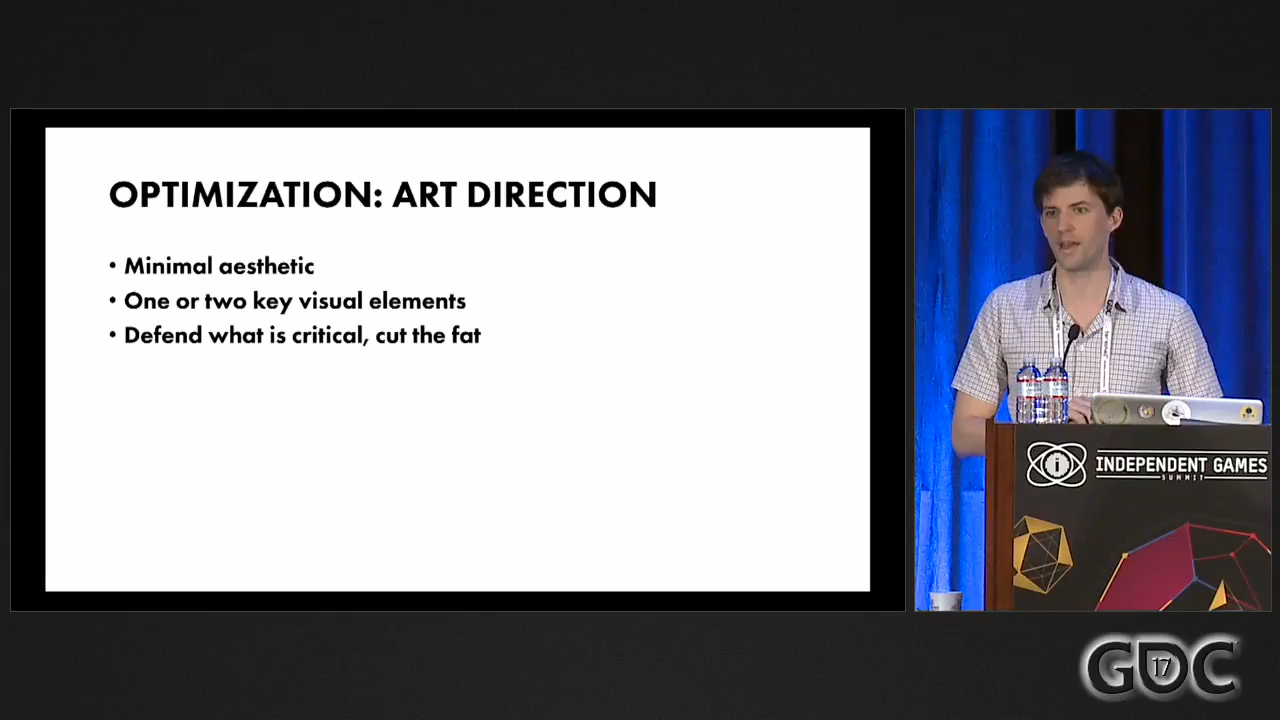 OPTIMIZATION: ART DIRECTION
• Minimal aesthetic
• One or two key visual elements
• Defend what is critical, cut the fat
INDEPENDENT GAMES
SUMMIT
GDC
17